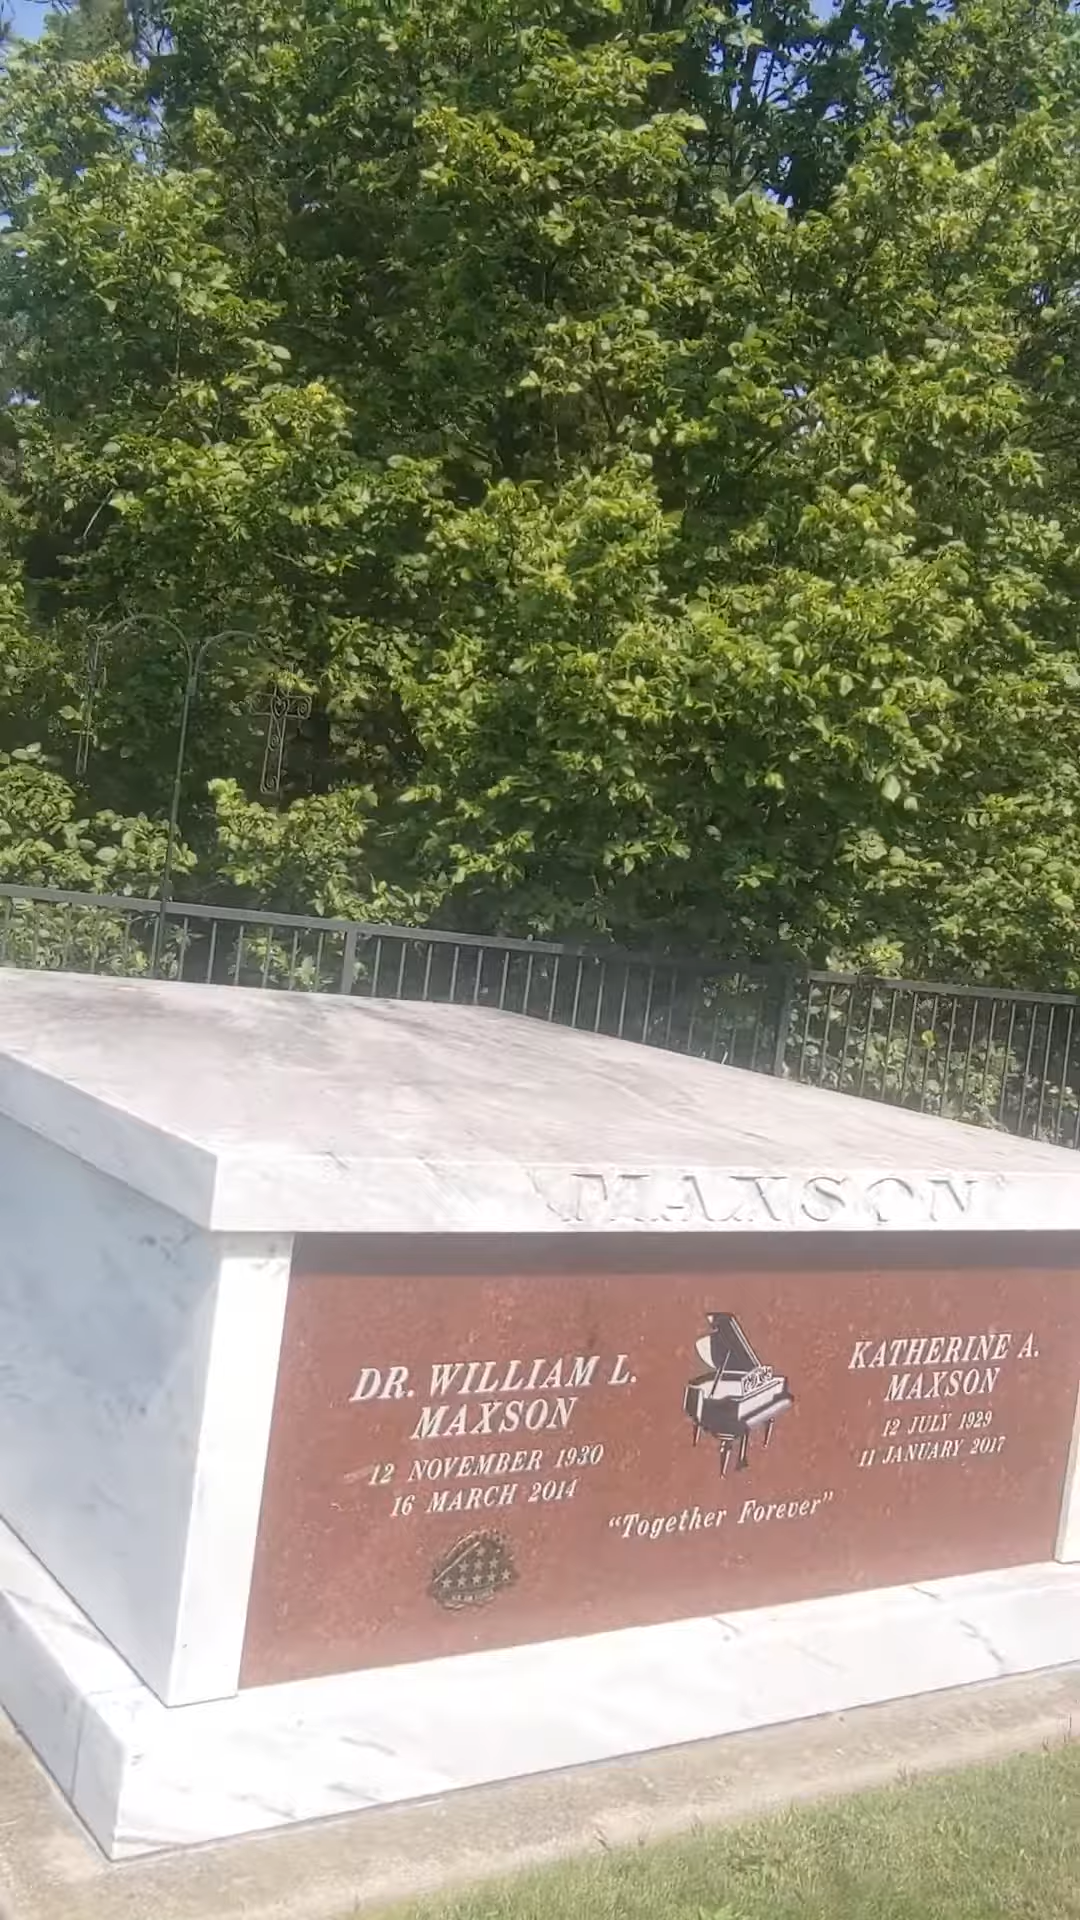 MAXSON
DR. WILLIAM L.
MAXSON
12 NOVEMBER 1930
16 MARCH 2014
KATHERINE A.
MAXSON
12 JULY 1929
11 JANUARY 2017
"Together Forever"